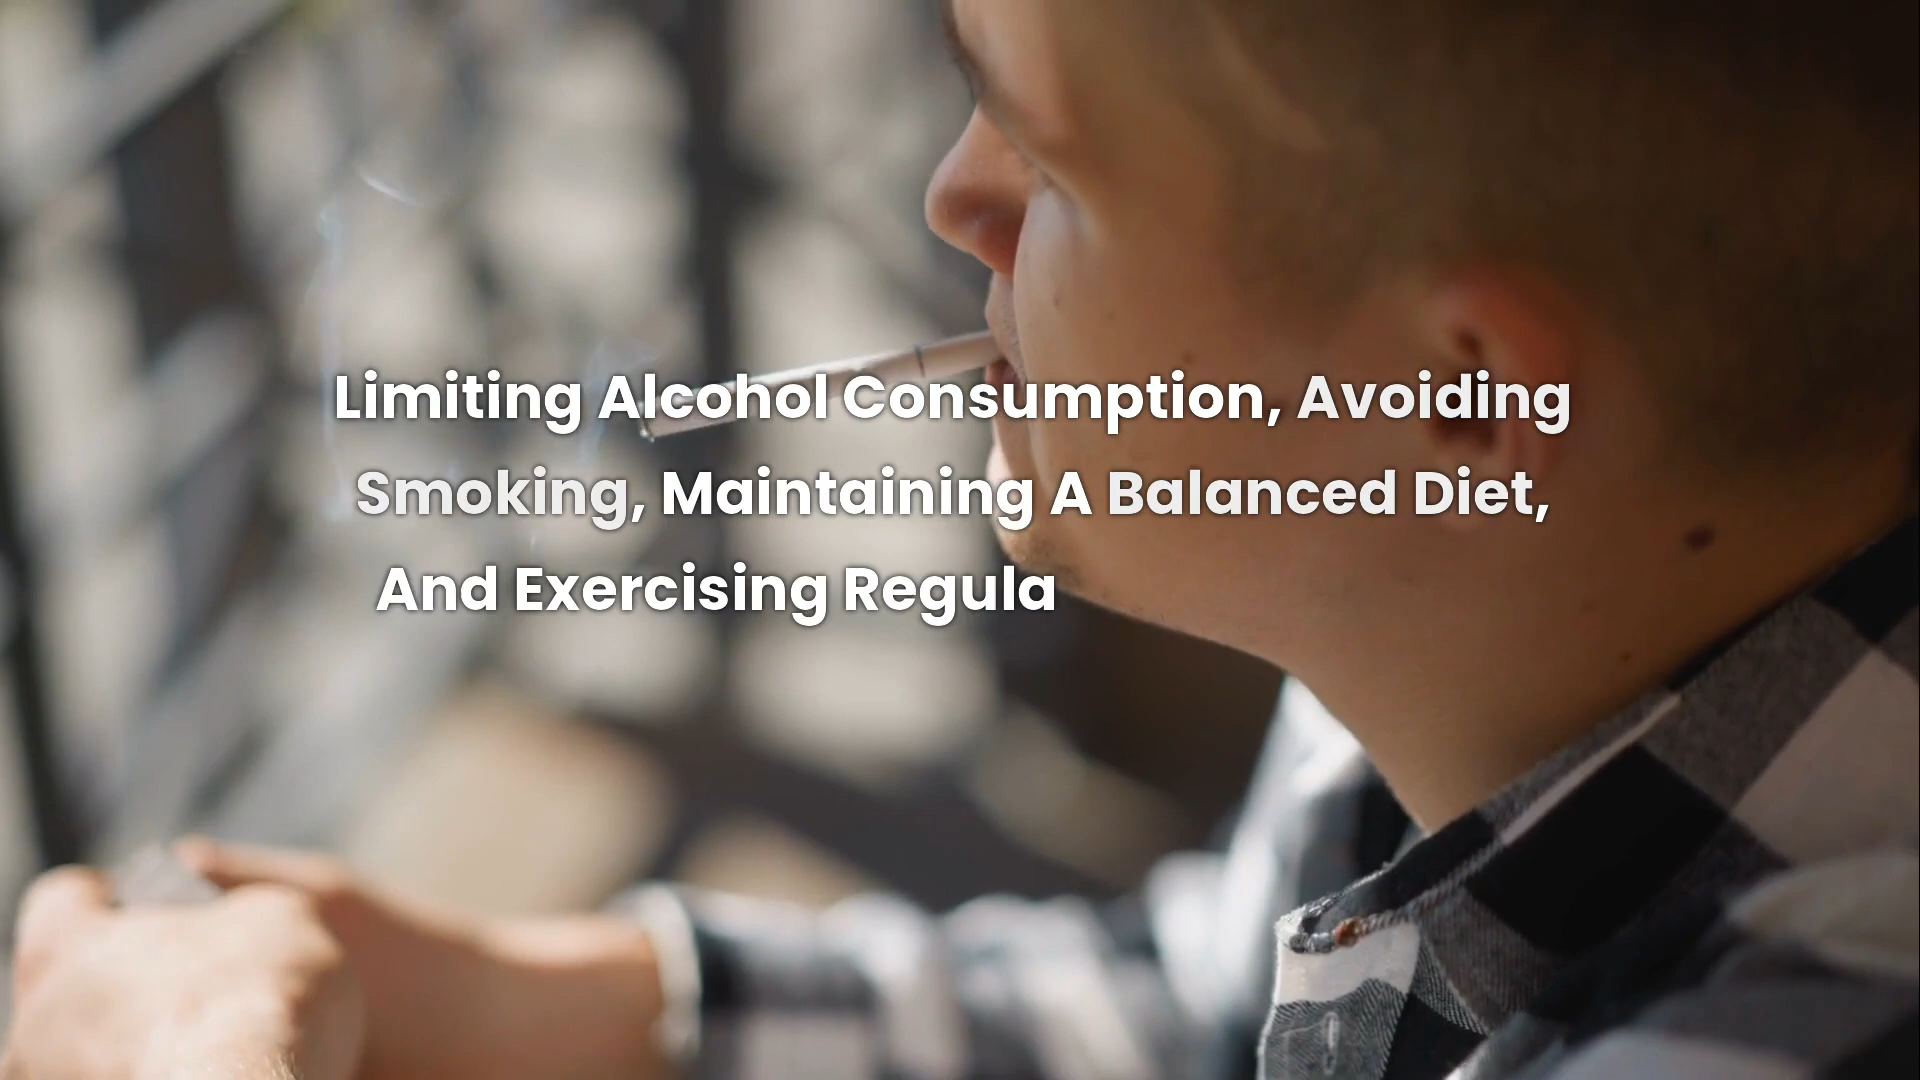 Limiting Alcohol Consumption, Avoiding
Smoking, Maintaining A Balanced Diet,
And Exercising Regula